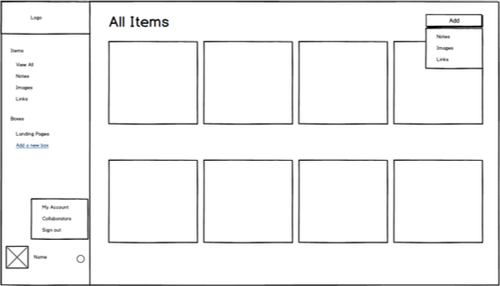 Logo
Items
View All
Notes
Images
Links
Boxes
Landing Pages
Add a new box
My Account
Collaborators
Sign out
Name
All Items
Add
Notes
Images
Links